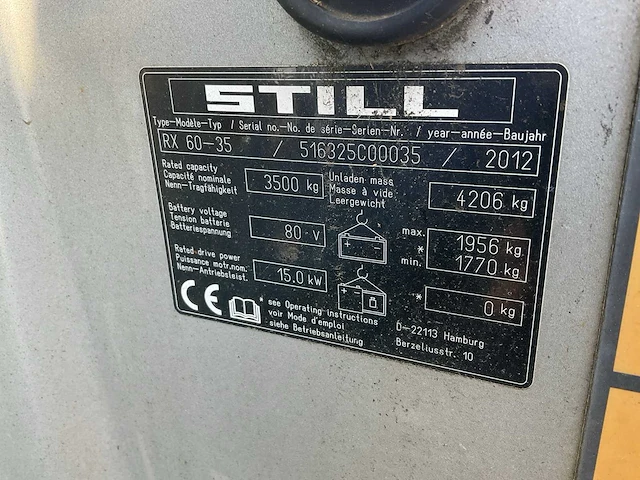 STILL
Type-Modèle-Typ / Serial no.-No. de série-Serien-Nr. / year-année-Baujahr
RX 60-35 / 516325C00035 / 2012
Rated capacity
Capacité nominale
Nenn-Tragfähigkeit
3500 kg
Unladen mass
Masse à vide
Leergewicht
4206 kg
Battery voltage
Tension batterie
Batteriespannung
80 V
max.
*
min.
1956 kg
1770 kg
Rated-drive power
Puissance motr.nom.
Nenn-Antriebsleist.
15.0 kW
*
0 kg
CE
* see Operating instructions
voir Mode d'emploi
siehe Betriebsanleitung
D-22113 Hamburg
Berzeliusstr. 10